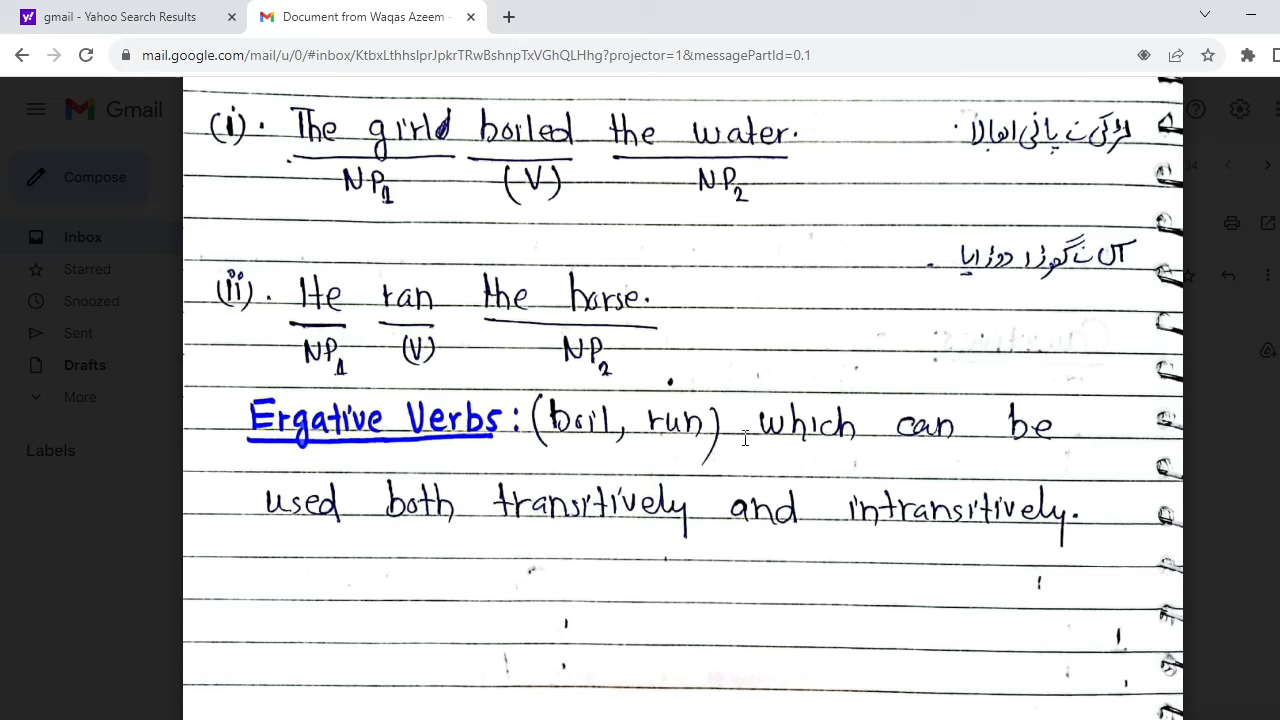 gmail - Yahoo Search Results
Document from Waqas Azeem -
mail.google.com/mail/u/0/#inbox/KtbxLthhsIprJpkrTRwBshnpTxVGhQLHhg?projector=1&messagePartId=0.1
Gmail
Compose
Inbox
Starred
Snoozed
Sent
Drafts
More
Labels
24
(i). The girld boiled the water. لڑکی نے پانی ابالا
NP1 (V) NP2
اس نے گھوڑا دوڑایا
(ii). He ran the horse.
NP1 (V) NP2
Ergative Verbs: (boil, run) which can be
used both transitively and intransitively.